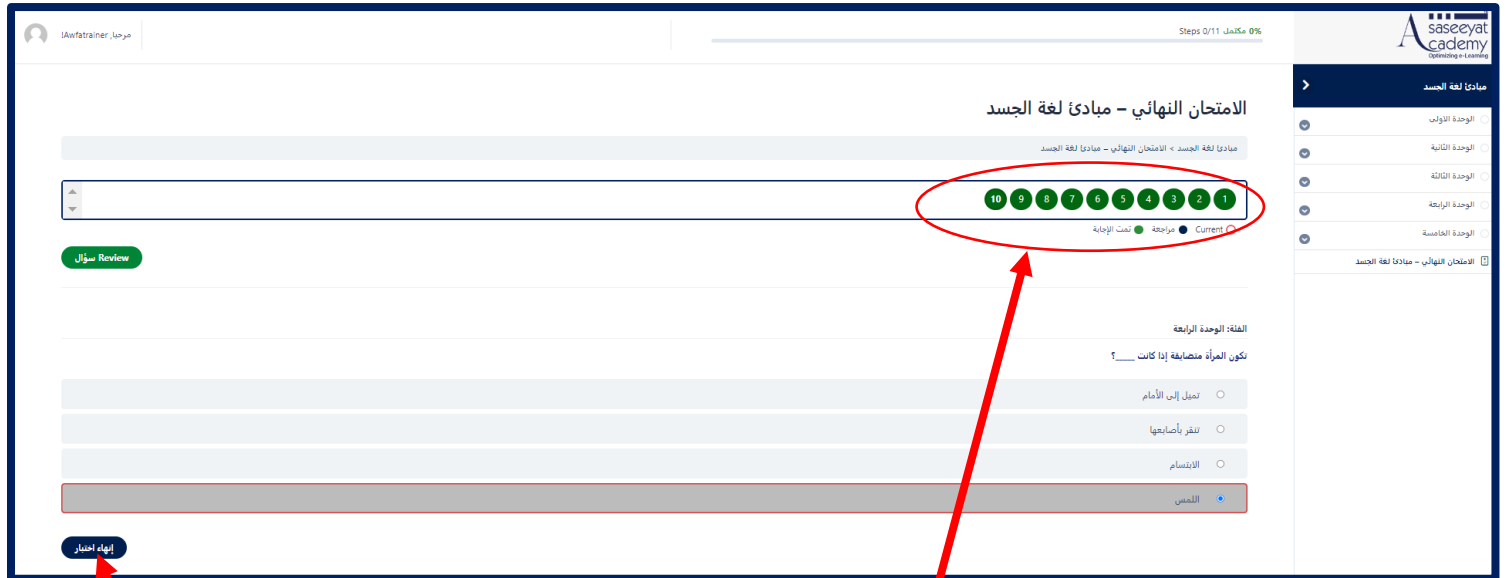 مرحبا, Awfatrainer!
0% مكتمل Steps 0/11
Asaseeyat
Academy
Optimizing e-Learning
مبادئ لغة الجسد
الوحدة الاولى
الوحدة الثانية
الوحدة الثالثة
الوحدة الرابعة
الوحدة الخامسة
الامتحان النهائي – مبادئ لغة الجسد
الامتحان النهائي – مبادئ لغة الجسد
مبادئ لغة الجسد > الامتحان النهائي – مبادئ لغة الجسد
1 2 3 4 5 6 7 8 9 10
Current مراجعة تمت الإجابة
Review سؤال
الفئة: الوحدة الرابعة
تكون المرأة متضايقة إذا كانت ____؟
تميل إلى الأمام
تنقر بأصابعها
الابتسام
اللمس
إنهاء اختبار